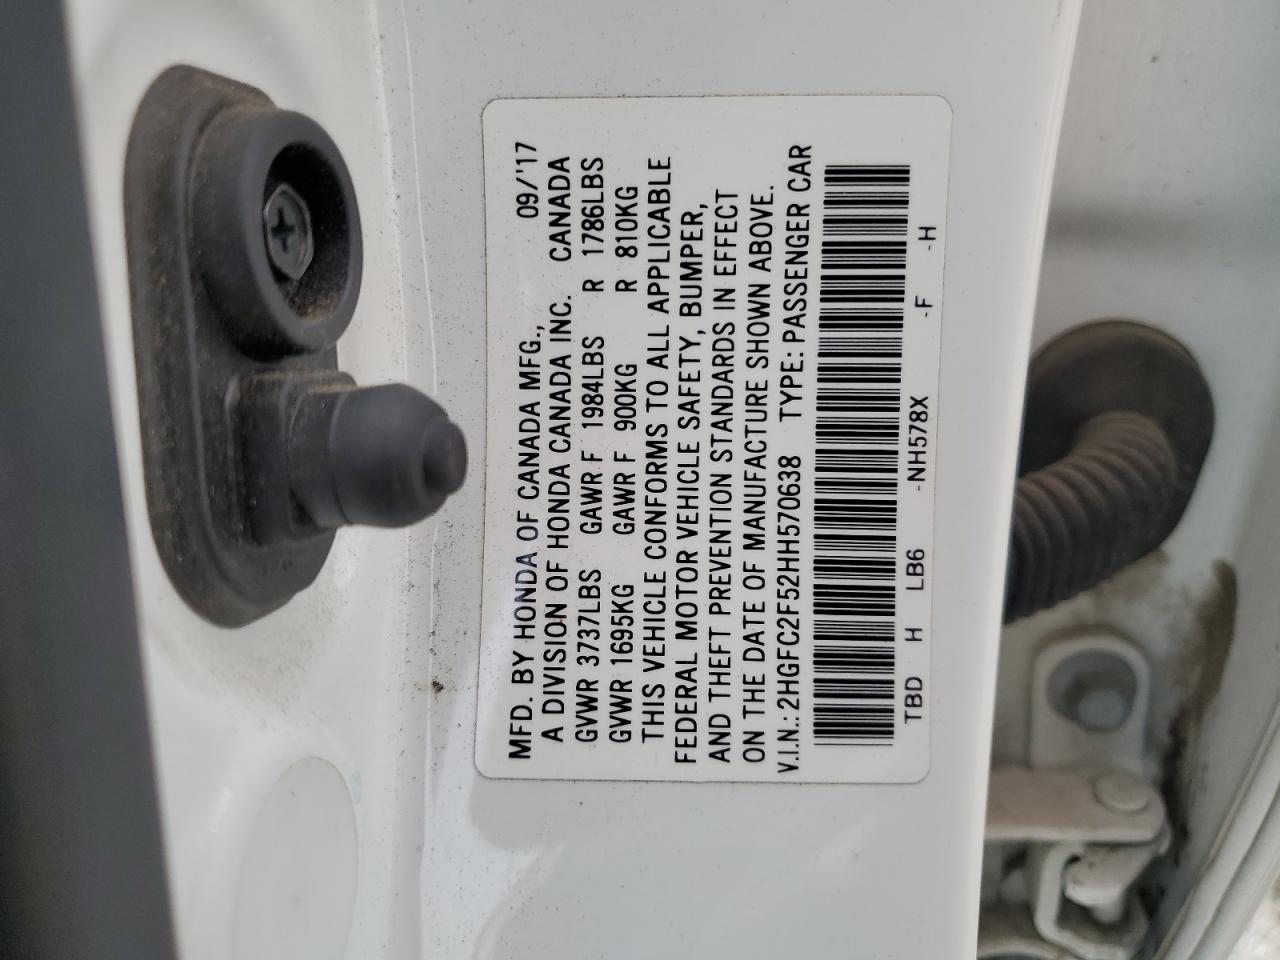 MFD. BY HONDA OF CANADA MFG., 09/'17
A DIVISION OF HONDA CANADA INC. CANADA
GVWR 3737LBS GAWR F 1984LBS R 1786LBS
GVWR 1695KG GAWR F 900KG R 810KG
THIS VEHICLE CONFORMS TO ALL APPLICABLE
FEDERAL MOTOR VEHICLE SAFETY, BUMPER,
AND THEFT PREVENTION STANDARDS IN EFFECT
ON THE DATE OF MANUFACTURE SHOWN ABOVE.
V.I.N.: 2HGFC2F52HH570638 TYPE: PASSENGER CAR
TBD H LB6 -NH578X -F -H